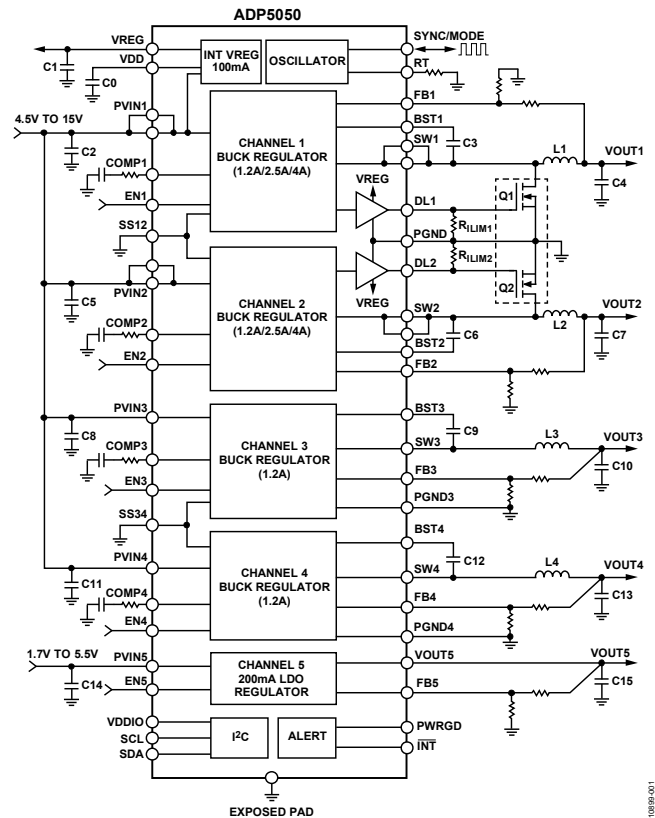 ADP5050
VREG
C1
VDD
C0
INT VREG
100mA
OSCILLATOR
SYNC/MODE
RT
4.5V TO 15V
PVIN1
C2
COMP1
EN1
CHANNEL 1
BUCK REGULATOR
(1.2A/2.5A/4A)
FB1
BST1
SW1
C3
L1
VOUT1
C4
VREG
DL1
Q1
RILIM1
PGND
RILIM2
DL2
Q2
VREG
SS12
PVIN2
C5
COMP2
EN2
CHANNEL 2
BUCK REGULATOR
(1.2A/2.5A/4A)
SW2
C6
BST2
FB2
L2
VOUT2
C7
PVIN3
C8
COMP3
EN3
CHANNEL 3
BUCK REGULATOR
(1.2A)
BST3
C9
SW3
L3
VOUT3
FB3
C10
PGND3
SS34
PVIN4
C11
COMP4
EN4
CHANNEL 4
BUCK REGULATOR
(1.2A)
BST4
C12
SW4
L4
VOUT4
FB4
C13
PGND4
1.7V TO 5.5V
PVIN5
C14
EN5
CHANNEL 5
200mA LDO
REGULATOR
VOUT5
VOUT5
FB5
C15
VDDIO
SCL
SDA
I²C
ALERT
PWRGD
INT
EXPOSED PAD
10899-001